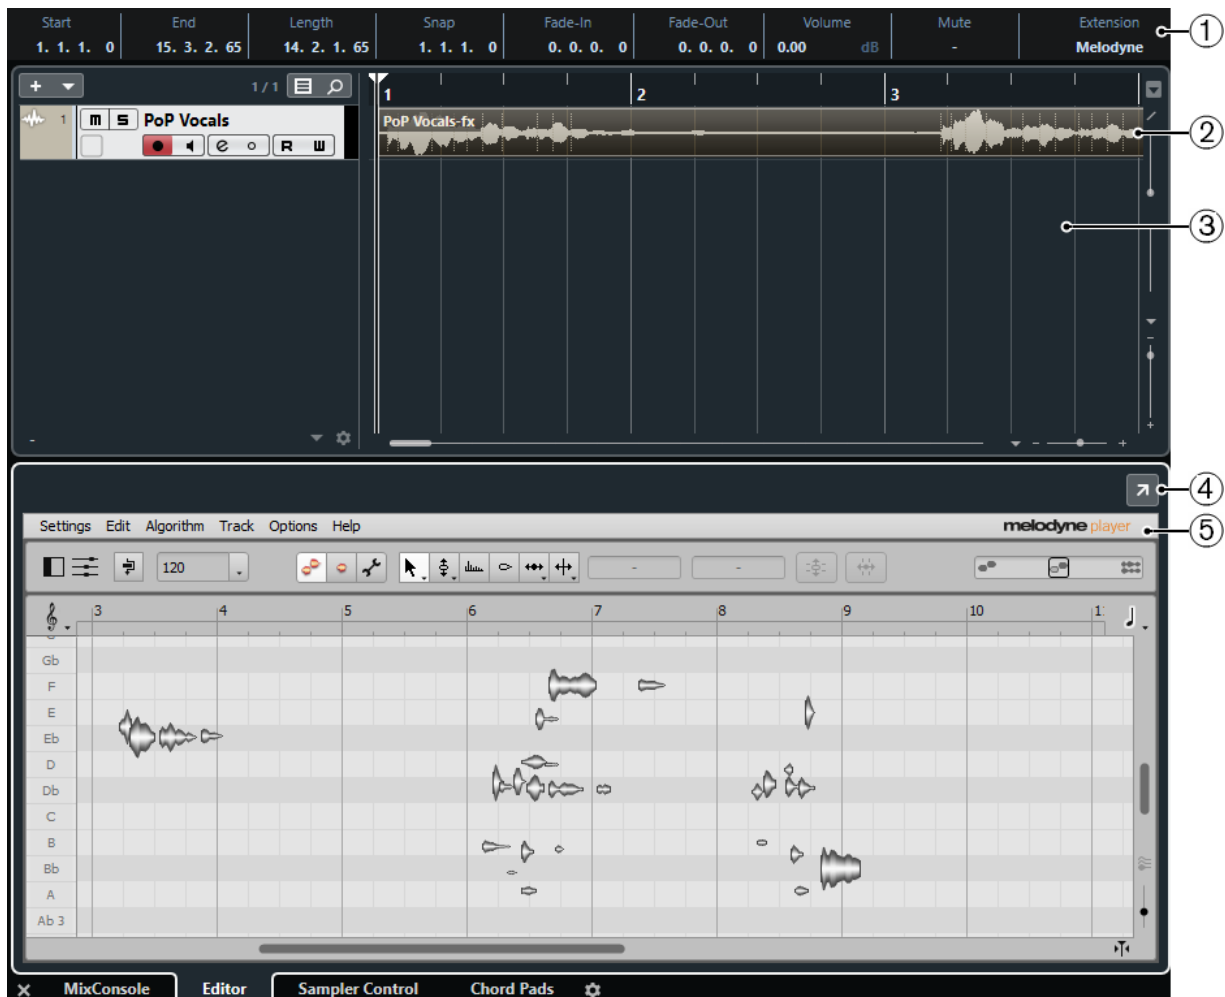 Start End Length Snap Fade-In Fade-Out Volume Mute Extension
1. 1. 1. 0 15. 3. 2. 65 14. 2. 1. 65 1. 1. 1. 0 0. 0. 0. 0 0. 0. 0. 0 0.00 dB - Melodyne
1
+ 1/1
1 2 3
1 m S PoP Vocals
PoP Vocals-fx
2
e R W
3
-
- +
- +
4
Settings Edit Algorithm Track Options Help melodyne player
5
120 - -
3 4 5 6 7 8 9 10 1
Gb
F
E
Eb
D
Db
C
B
Bb
A
Ab 3
MixConsole Editor Sampler Control Chord Pads